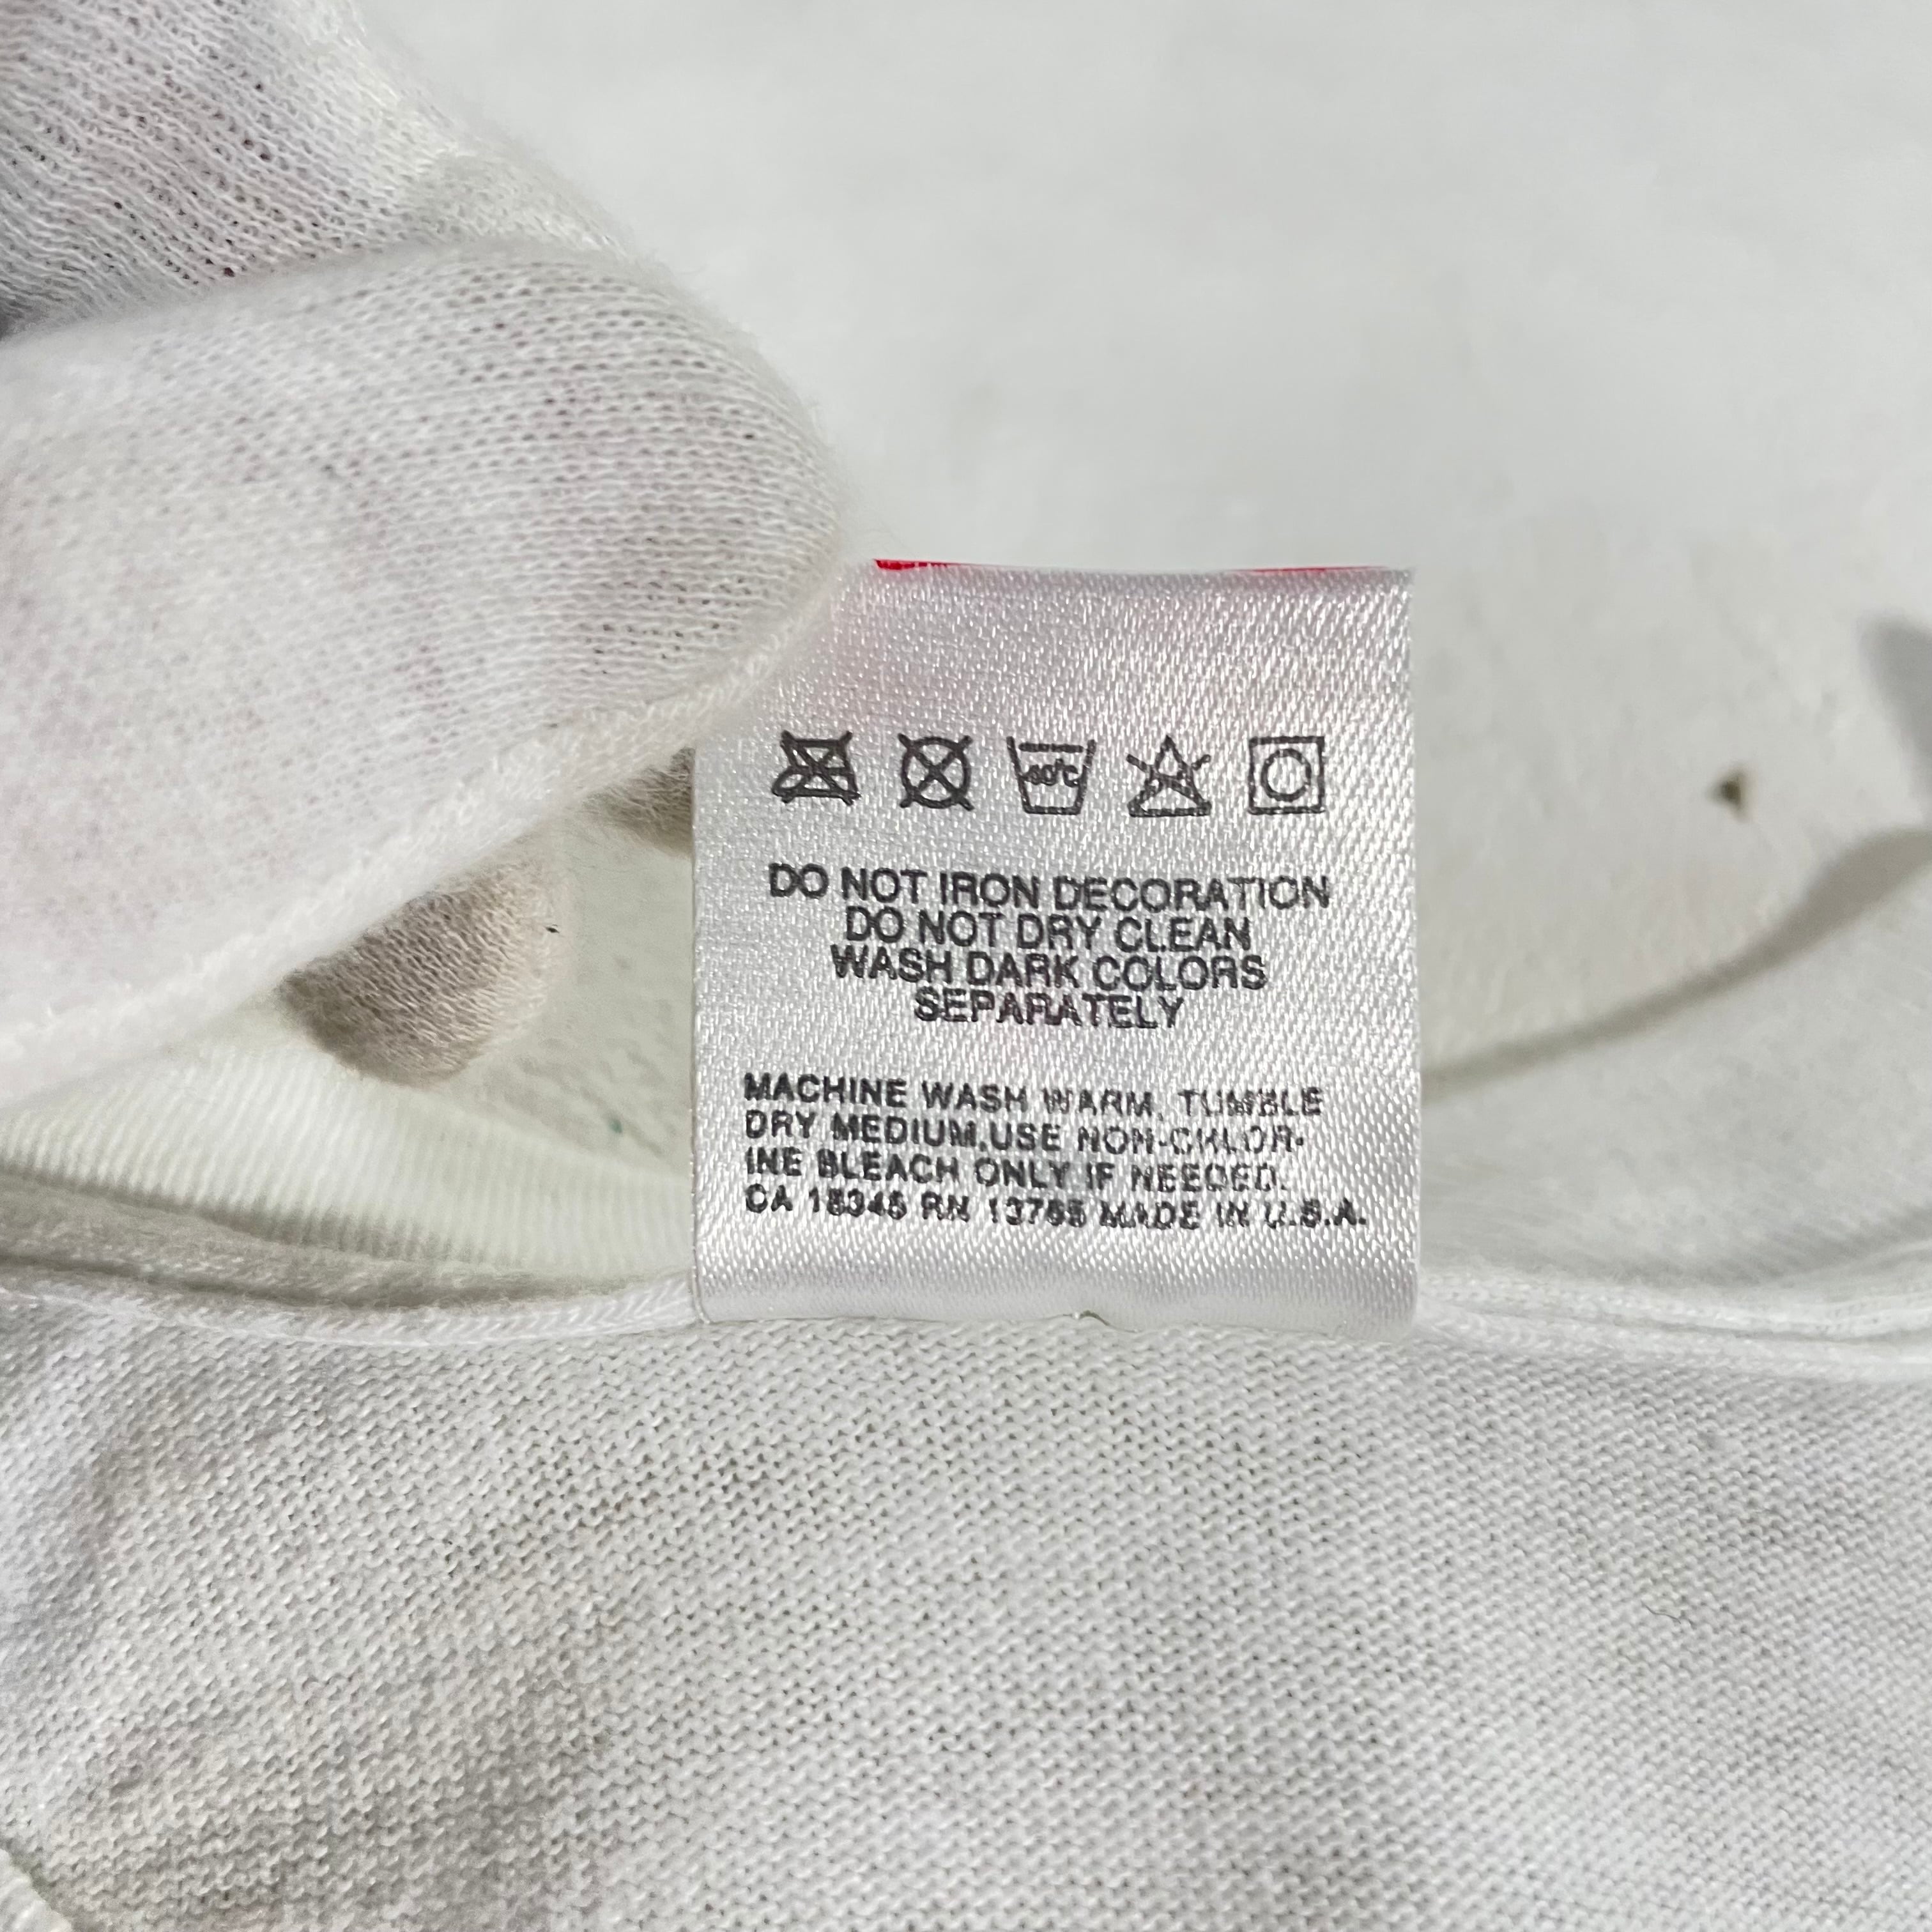 60°C
DO NOT IRON DECORATION
DO NOT DRY CLEAN
WASH DARK COLORS
SEPARATELY
MACHINE WASH WARM, TUMBLE
DRY MEDIUM, USE NON-CHLOR-
INE BLEACH ONLY IF NEEDED.
CA 18345 RN 13765 MADE IN U.S.A.